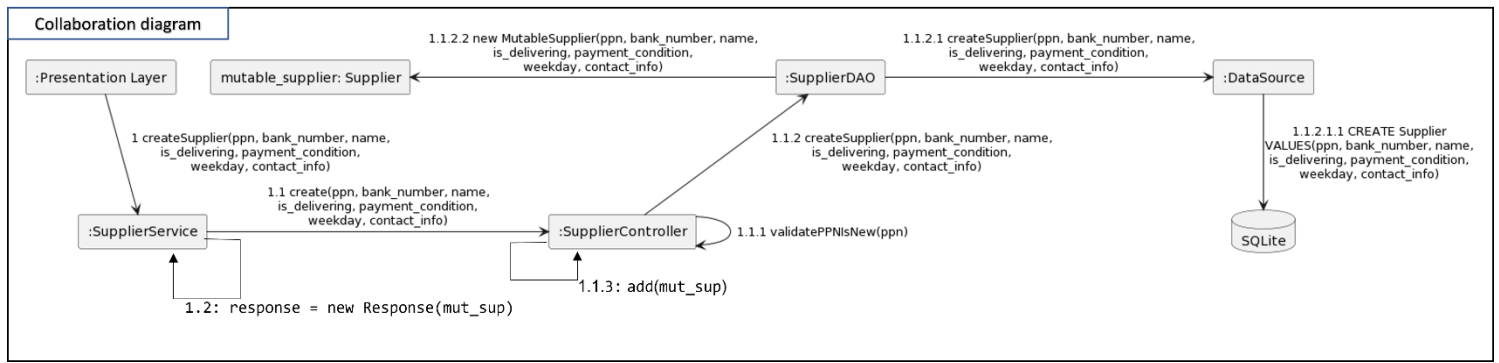 Collaboration diagram
1.1.2.2 new MutableSupplier(ppn, bank_number, name,
is_delivering, payment_condition,
weekday, contact_info)
1.1.2.1 createSupplier(ppn, bank_number, name,
is_delivering, payment_condition,
weekday, contact_info)
:Presentation Layer
mutable_supplier: Supplier
:SupplierDAO
:DataSource
1 createSupplier(ppn, bank_number, name,
is_delivering, payment_condition,
weekday, contact_info)
1.1.2 createSupplier(ppn, bank_number, name,
is_delivering, payment_condition,
weekday, contact_info)
1.1.2.1.1 CREATE Supplier
VALUES(ppn, bank_number, name,
is_delivering, payment_condition,
weekday, contact_info)
1.1 create(ppn, bank_number, name,
is_delivering, payment_condition,
weekday, contact_info)
:SupplierService
:SupplierController
1.1.1 validatePPNIsNew(ppn)
SQLite
1.1.3: add(mut_sup)
1.2: response = new Response(mut_sup)